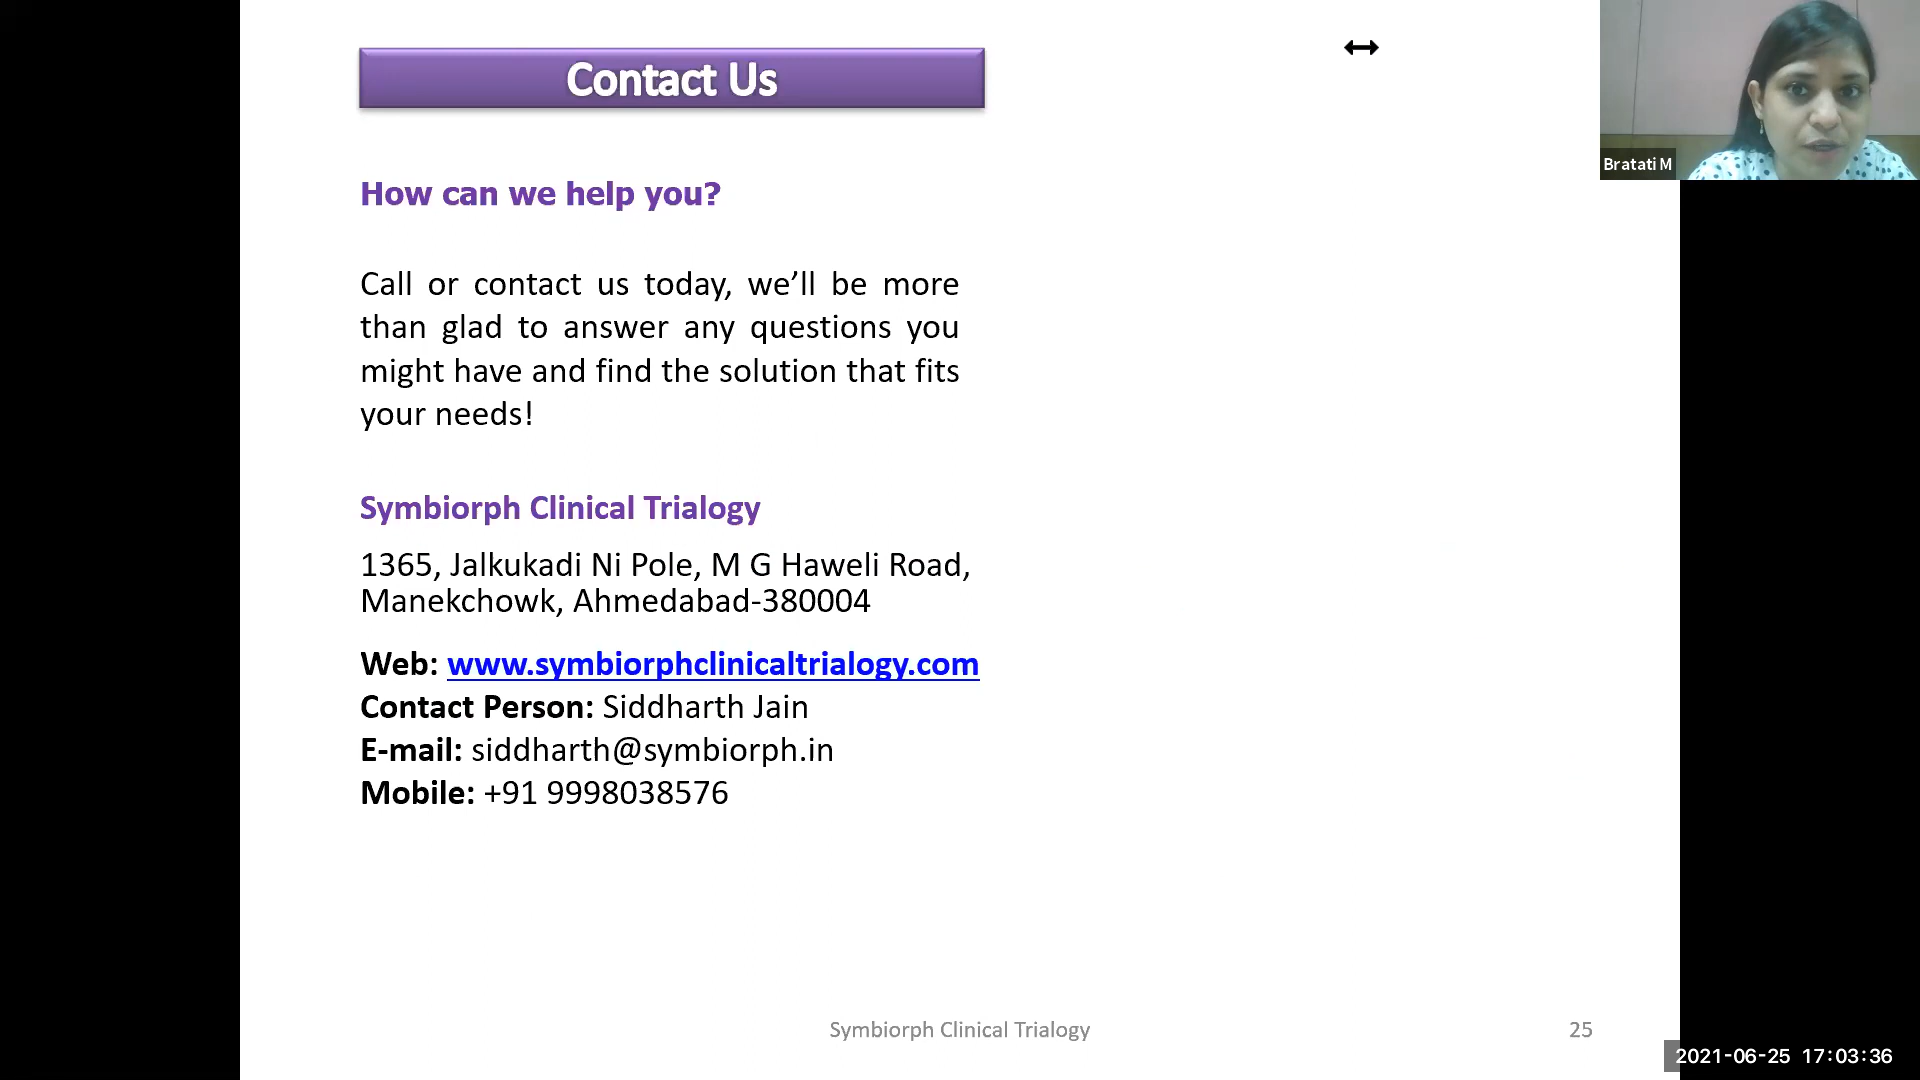 Contact Us
Bratati M
How can we help you?
Call or contact us today, we’ll be more
than glad to answer any questions you
might have and find the solution that fits
your needs!
Symbiorph Clinical Trialogy
1365, Jalkukadi Ni Pole, M G Haweli Road,
Manekchowk, Ahmedabad-380004
Web: www.symbiorphclinicaltrialogy.com
Contact Person: Siddharth Jain
E-mail: siddharth@symbiorph.in
Mobile: +91 9998038576
Symbiorph Clinical Trialogy
25
2021-06-25 17:03:36